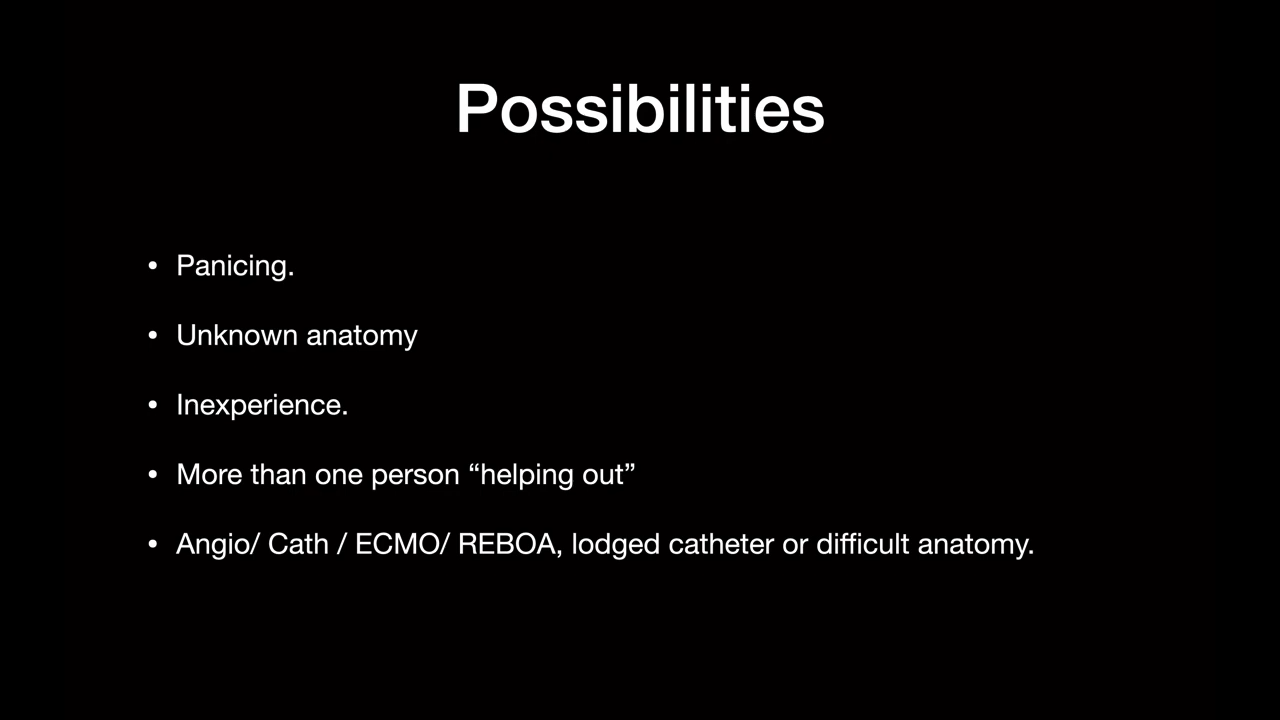 Possibilities
• Panicing.
• Unknown anatomy
• Inexperience.
• More than one person “helping out”
• Angio/ Cath / ECMO/ REBOA, lodged catheter or difficult anatomy.